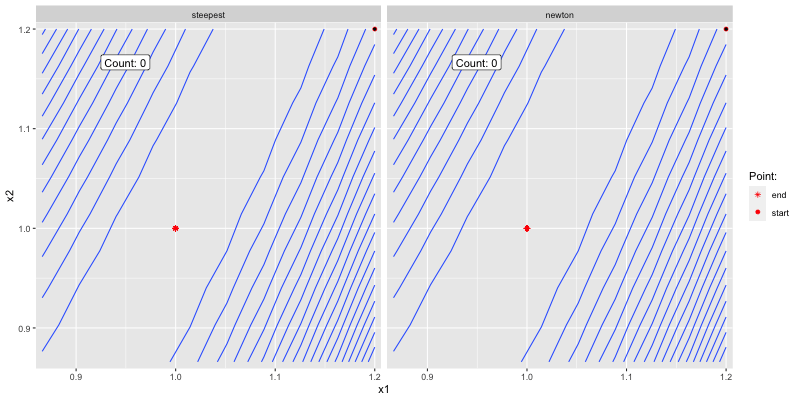 steepest newton
1.2
Count: 0 Count: 0
1.1
x2
1.0
0.9
Point:
end
start
0.9 1.0 1.1 1.2 0.9 1.0 1.1 1.2
x1